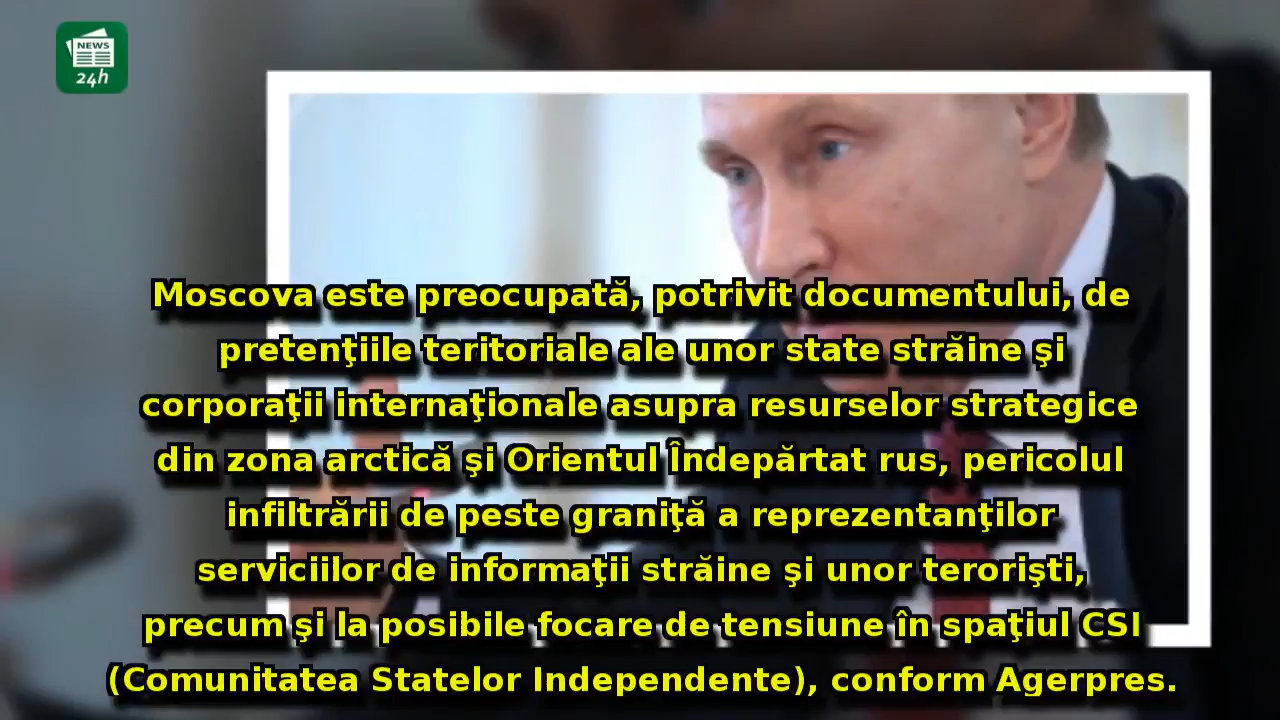 NEWS
24h
Moscova este preocupată, potrivit documentului, de
pretenţiile teritoriale ale unor state străine şi
corporaţii internaţionale asupra resurselor strategice
din zona arctică şi Orientul Îndepărtat rus, pericolul
infiltrării de peste graniţă a reprezentanţilor
serviciilor de informaţii străine şi unor terorişti,
precum şi la posibile focare de tensiune în spaţiul CSI
(Comunitatea Statelor Independente), conform Agerpres.